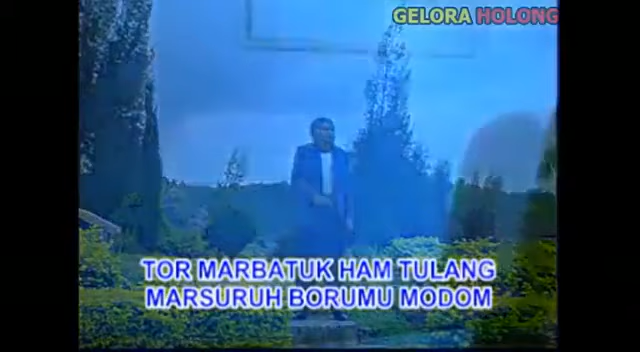 GELORA HOLONG
TOR MARBATUK HAM TULANG
MARSURUH BORUMU MODOM